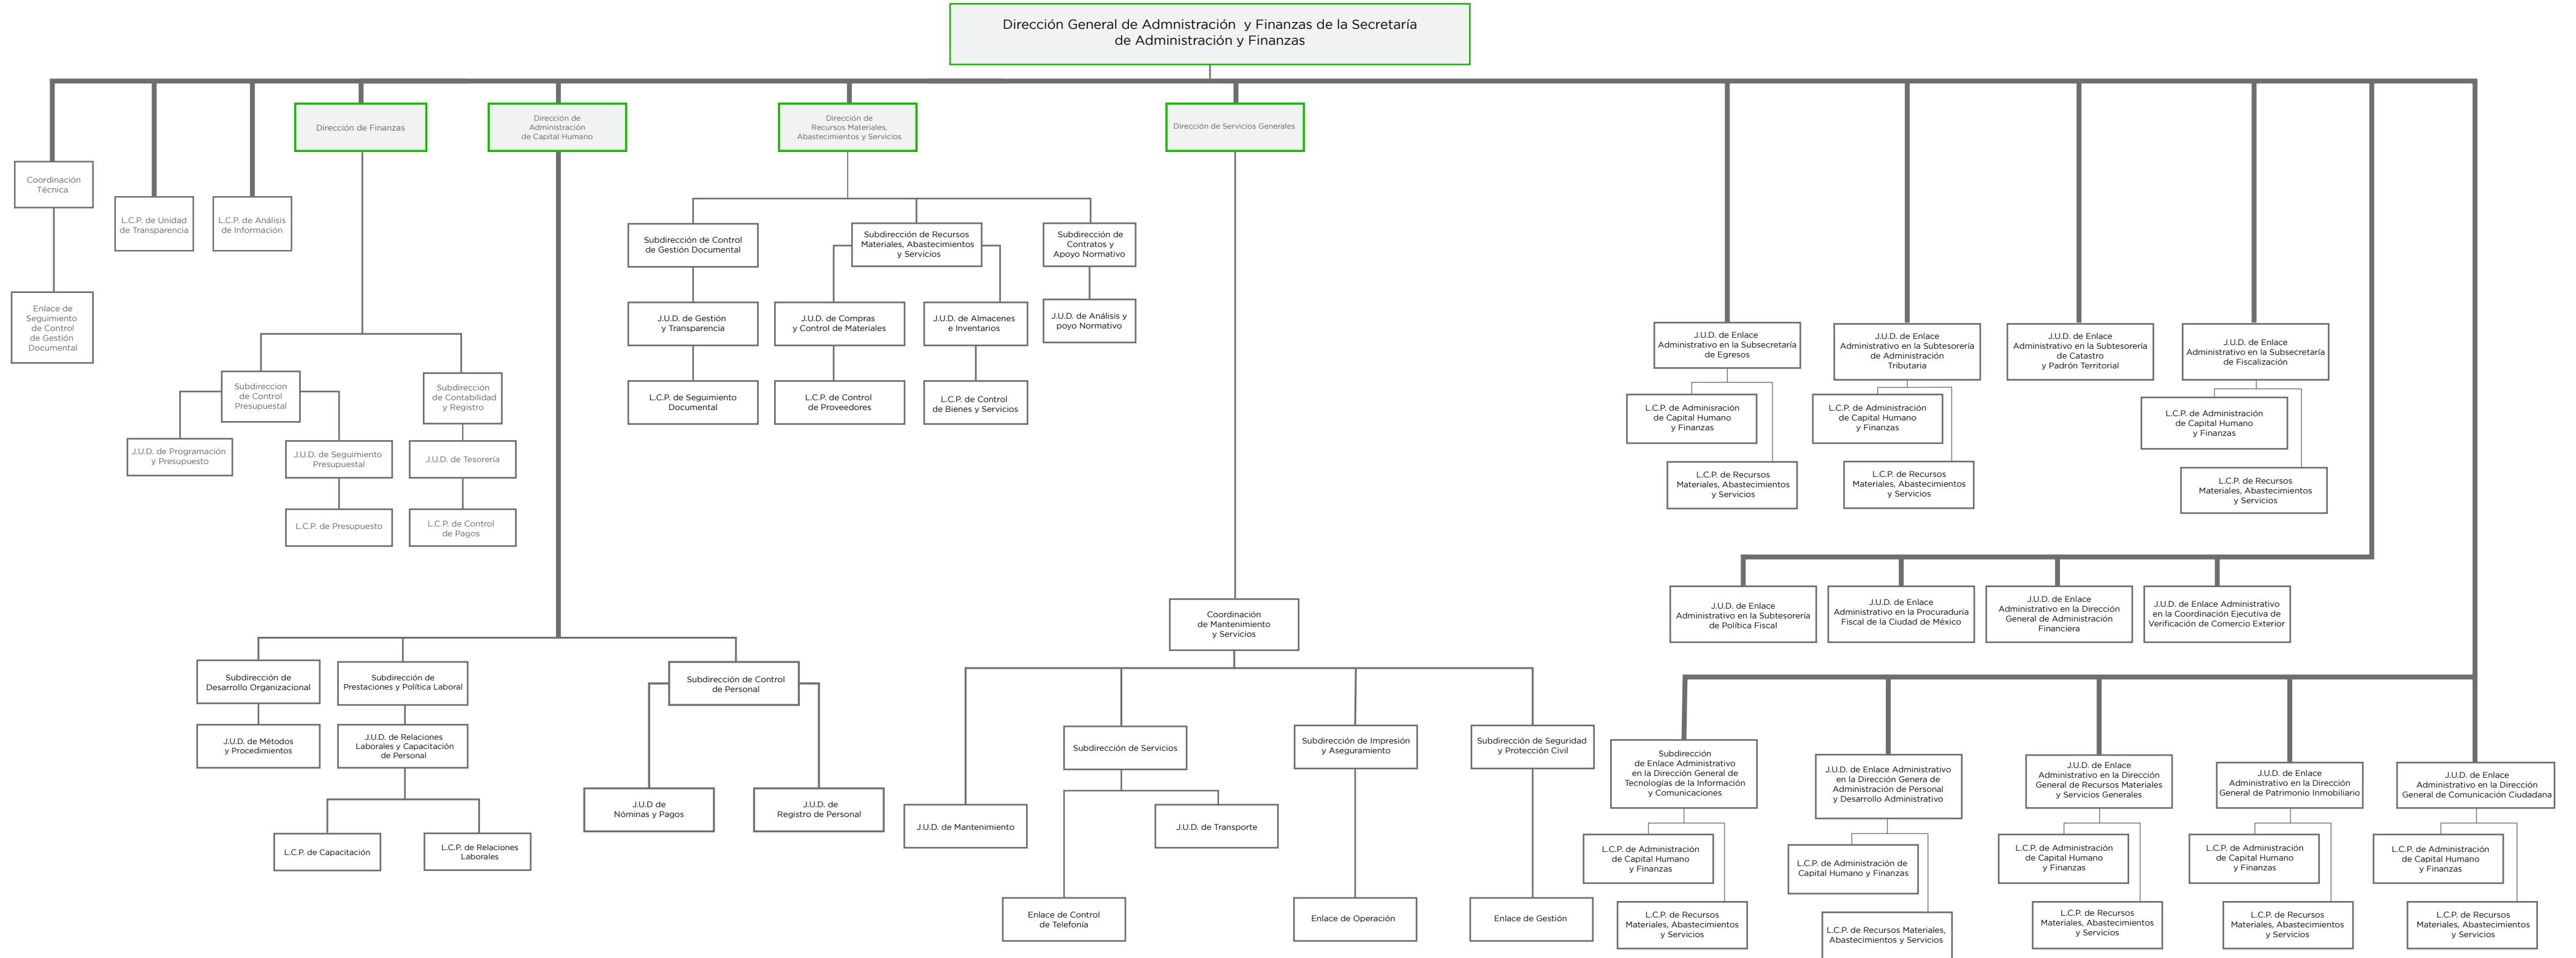 Dirección General de Admnistración y Finanzas de la Secretaría
de Administración y Finanzas
Coordinación
Técnica
Enlace de
Seguimiento
de Control
de Gestión
Documental
L.C.P. de Unidad
de Transparencia
L.C.P. de Análisis
de Información
Dirección de Finanzas
Subdireccion
de Control
Presupuestal
J.U.D. de Programación
y Presupuesto
J.U.D. de Seguimiento
Presupuestal
L.C.P. de Presupuesto
Subdirección
de Contabilidad
y Registro
J.U.D. de Tesorería
L.C.P. de Control
de Pagos
Dirección de
Administración
de Capital Humano
Subdirección de
Desarrollo Organizacional
J.U.D. de Métodos
y Procedimientos
Subdirección de
Prestaciones y Política Laboral
J.U.D. de Relaciones
Laborales y Capacitación
de Personal
L.C.P. de Capacitación
L.C.P. de Relaciones
Laborales
Subdirección de Control
de Personal
J.U.D de
Nóminas y Pagos
J.U.D. de
Registro de Personal
Dirección de
Recursos Materiales,
Abastecimientos y Servicios
Subdirección de Control
de Gestión Documental
J.U.D. de Gestión
y Transparencia
L.C.P. de Seguimiento
Documental
Subdirección de Recursos
Materiales, Abastecimientos
y Servicios
J.U.D. de Compras
y Control de Materiales
L.C.P. de Control
de Proveedores
J.U.D. de Almacenes
e Inventarios
L.C.P. de Control
de Bienes y Servicios
Subdirección de
Contratos y
Apoyo Normativo
J.U.D. de Análisis y
poyo Normativo
Dirección de Servicios Generales
Coordinación
de Mantenimiento
y Servicios
J.U.D. de Mantenimiento
Subdirección de Servicios
Enlace de Control
de Telefonía
J.U.D. de Transporte
Subdirección de Impresión
y Aseguramiento
Enlace de Operación
Subdirección de Seguridad
y Protección Civil
Enlace de Gestión
J.U.D. de Enlace
Administrativo en la Subsecretaría
de Egresos
L.C.P. de Adminisración
de Capital Humano
y Finanzas
L.C.P. de Recursos
Materiales, Abastecimientos
y Servicios
J.U.D. de Enlace
Administrativo en la Subtesorería
de Administración
Tributaria
L.C.P. de Administración
de Capital Humano
y Finanzas
L.C.P. de Recursos
Materiales, Abastecimientos
y Servicios
J.U.D. de Enlace
Administrativo en la Subtesorería
de Catastro
y Padrón Territorial
J.U.D. de Enlace
Administrativo en la Subsecretaría
de Fiscalización
L.C.P. de Administración
de Capital Humano
y Finanzas
L.C.P. de Recursos
Materiales, Abastecimientos
y Servicios
J.U.D. de Enlace
Administrativo en la Subtesorería
de Política Fiscal
J.U.D. de Enlace
Administrativo en la Procuraduría
Fiscal de la Ciudad de México
J.U.D. de Enlace
Administrativo en la Dirección
General de Administración
Financiera
J.U.D. de Enlace Administrativo
en la Coordinación Ejecutiva de
Verificación de Comercio Exterior
Subdirección
de Enlace Administrativo
en la Dirección General de
Tecnologías de la Información
y Comunicaciones
L.C.P. de Administración
de Capital Humano
y Finanzas
L.C.P. de Recursos
Materiales, Abastecimientos
y Servicios
J.U.D. de Enlace Administrativo
en la Dirección Genera de
Administración de Personal
y Desarrollo Administrativo
L.C.P. de Administración de
Capital Humano y Finanzas
L.C.P. de Recursos Materiales,
Abastecimientos y Servicios
J.U.D. de Enlace
Administrativo en la Dirección
General de Recursos Materiales
y Servicios Generales
L.C.P. de Administración
de Capital Humano
y Finanzas
L.C.P. de Recursos
Materiales, Abastecimientos
y Servicios
J.U.D. de Enlace
Administrativo en la Dirección
General de Patrimonio Inmobiliario
L.C.P. de Administración
de Capital Humano
y Finanzas
L.C.P. de Recursos
Materiales, Abastecimientos
y Servicios
J.U.D. de Enlace
Administrativo en la Dirección
General de Comunicación Ciudadana
L.C.P. de Administración
de Capital Humano
y Finanzas
L.C.P. de Recursos
Materiales, Abastecimientos
y Servicios